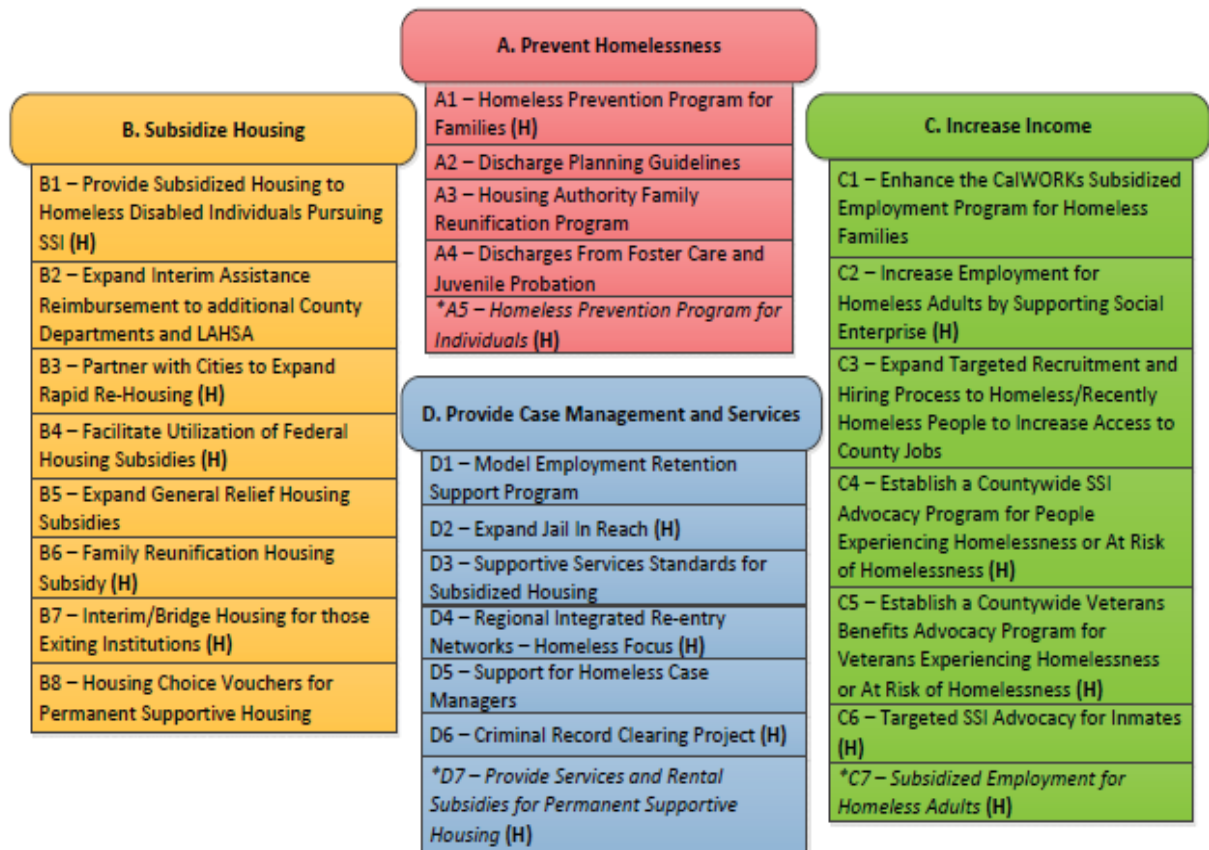 A. Prevent Homelessness
A1 – Homeless Prevention Program for
Families (H)
A2 – Discharge Planning Guidelines
A3 – Housing Authority Family
Reunification Program
A4 – Discharges From Foster Care and
Juvenile Probation
*A5 – Homeless Prevention Program for
Individuals (H)
B. Subsidize Housing
B1 – Provide Subsidized Housing to
Homeless Disabled Individuals Pursuing
SSI (H)
B2 – Expand Interim Assistance
Reimbursement to additional County
Departments and LAHSA
B3 – Partner with Cities to Expand
Rapid Re-Housing (H)
B4 – Facilitate Utilization of Federal
Housing Subsidies (H)
B5 – Expand General Relief Housing
Subsidies
B6 – Family Reunification Housing
Subsidy (H)
B7 – Interim/Bridge Housing for those
Exiting Institutions (H)
B8 – Housing Choice Vouchers for
Permanent Supportive Housing
C. Increase Income
C1 – Enhance the CalWORKs Subsidized
Employment Program for Homeless
Families
C2 – Increase Employment for
Homeless Adults by Supporting Social
Enterprise (H)
C3 – Expand Targeted Recruitment and
Hiring Process to Homeless/Recently
Homeless People to Increase Access to
County Jobs
C4 – Establish a Countywide SSI
Advocacy Program for People
Experiencing Homelessness or At Risk
of Homelessness (H)
C5 – Establish a Countywide Veterans
Benefits Advocacy Program for
Veterans Experiencing Homelessness
or At Risk of Homelessness (H)
C6 – Targeted SSI Advocacy for Inmates
(H)
*C7 – Subsidized Employment for
Homeless Adults (H)
D. Provide Case Management and Services
D1 – Model Employment Retention
Support Program
D2 – Expand Jail In Reach (H)
D3 – Supportive Services Standards for
Subsidized Housing
D4 – Regional Integrated Re-entry
Networks – Homeless Focus (H)
D5 – Support for Homeless Case
Managers
D6 – Criminal Record Clearing Project (H)
*D7 – Provide Services and Rental
Subsidies for Permanent Supportive
Housing (H)